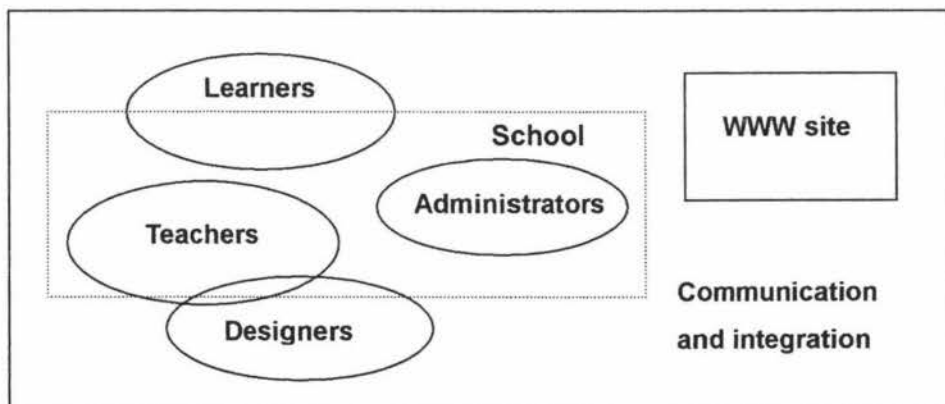 Learners
School
WWW site
Administrators
Teachers
Designers
Communication
and integration